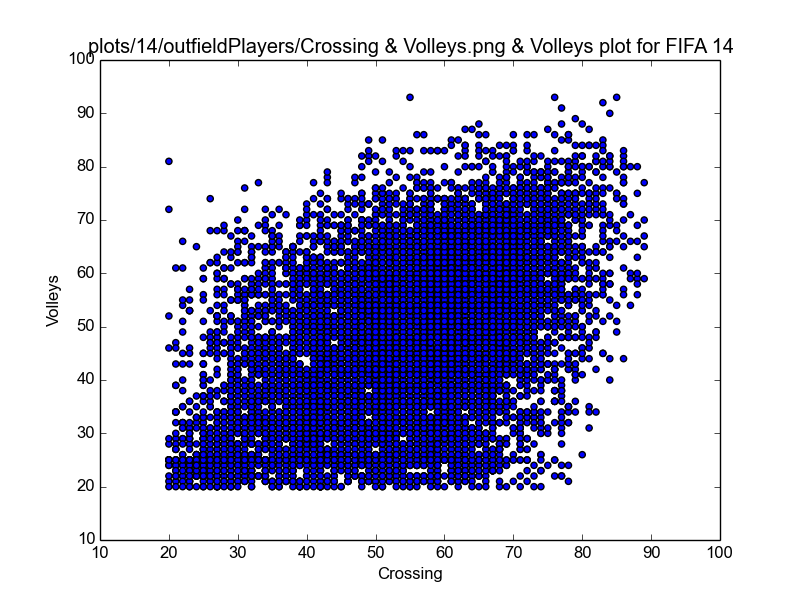 plots/14/outfieldPlayers/Crossing & Volleys.png & Volleys plot for FIFA 14
100
90
80
70
60
50
40
30
20
10
Volleys
10 20 30 40 50 60 70 80 90 100
Crossing